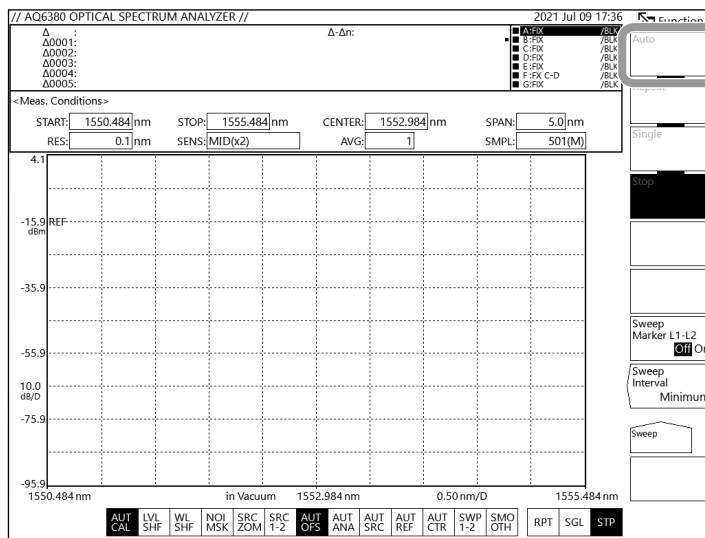 // AQ6380 OPTICAL SPECTRUM ANALYZER // 2021 Jul 09 17:36
Δ :
Δ0001:
Δ0002:
Δ0003:
Δ0004:
Δ0005:
Δ-Δn:
A:FIX /BLK
B:FIX /BLK
C:FIX /BLK
D:FIX /BLK
E:FIX /BLK
F:FX C-D /BLK
G:FIX /BLK
<Meas. Conditions>
START: 1550.484 nm STOP: 1555.484 nm CENTER: 1552.984 nm SPAN: 5.0 nm
RES: 0.1 nm SENS: MID(x2) AVG: 1 SMPL: 501(M)
4.1
-15.9 REF
dBm
-35.9
-55.9
10.0
dB/D
-75.9
-95.9
1550.484 nm in Vacuum 1552.984 nm 0.50 nm/D 1555.484 nm
AUT CAL
LVL SHF
WL SHF
NOI MSK
SRC ZOM
SRC 1-2
AUT OFS
AUT ANA
AUT SRC
AUT REF
AUT CTR
SWP 1-2
SMO OTH
RPT
SGL
STP
Function
Auto
Repeat
Single
Stop
Sweep
Marker L1-L2
Off On
Sweep
Interval
Minimum
Sweep